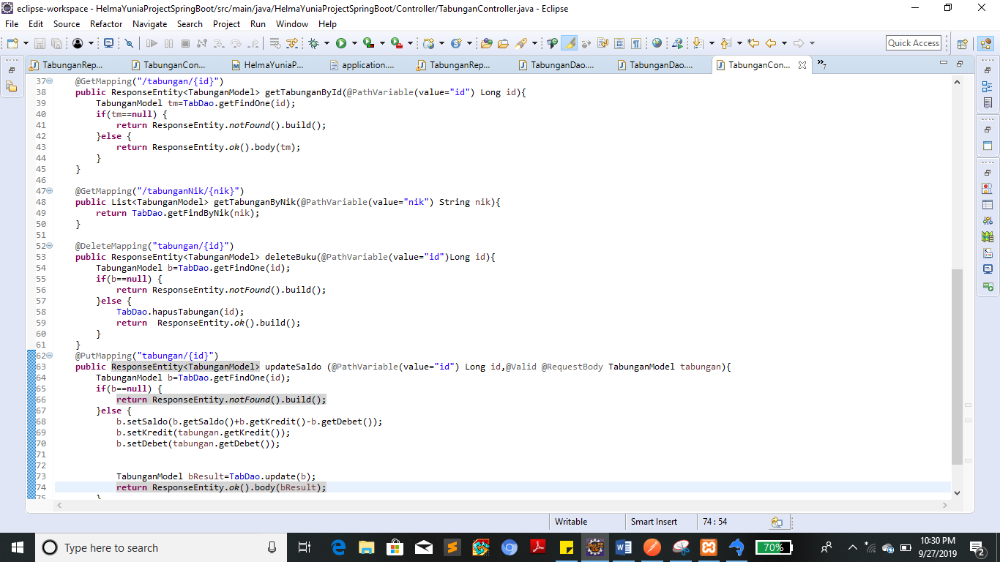 eclipse-workspace - HelmaYuniaProjectSpringBoot/src/main/java/HelmaYuniaProjectSpringBoot/Controller/TabunganController.java - Eclipse
File Edit Source Refactor Navigate Search Project Run Window Help
Quick Access
TabunganRep... TabunganCon... HelmaYuniaP... application.... TabunganRep... TabunganDao.... TabunganDao.... TabunganCon... »7
37 @GetMapping("/tabungan/{id}")
38 public ResponseEntity<TabunganModel> getTabunganById(@PathVariable(value="id") Long id){
39 TabunganModel tm=TabDao.getFindOne(id);
40 if(tm==null) {
41 return ResponseEntity.notFound().build();
42 }else {
43 return ResponseEntity.ok().body(tm);
44 }
45 }
46
47 @GetMapping("/tabunganNik/{nik}")
48 public List<TabunganModel> getTabunganByNik(@PathVariable(value="nik") String nik){
49 return TabDao.getFindByNik(nik);
50 }
51
52 @DeleteMapping("tabungan/{id}")
53 public ResponseEntity<TabunganModel> deleteBuku(@PathVariable(value="id")Long id){
54 TabunganModel b=TabDao.getFindOne(id);
55 if(b==null) {
56 return ResponseEntity.notFound().build();
57 }else {
58 TabDao.hapusTabungan(id);
59 return  ResponseEntity.ok().build();
60 }
61 }
62 @PutMapping("tabungan/{id}")
63 public ResponseEntity<TabunganModel> updateSaldo (@PathVariable(value="id") Long id,@Valid @RequestBody TabunganModel tabungan){
64 TabunganModel b=TabDao.getFindOne(id);
65 if(b==null) {
66 return ResponseEntity.notFound().build();
67 }else {
68 b.setSaldo(b.getSaldo()+b.getKredit()-b.getDebet());
69 b.setKredit(tabungan.getKredit());
70 b.setDebet(tabungan.getDebet());
71
72
73 TabunganModel bResult=TabDao.update(b);
74 return ResponseEntity.ok().body(bResult);
75 }
Writable Smart Insert 74 : 54
Type here to search
70%
10:30 PM
9/27/2019
2